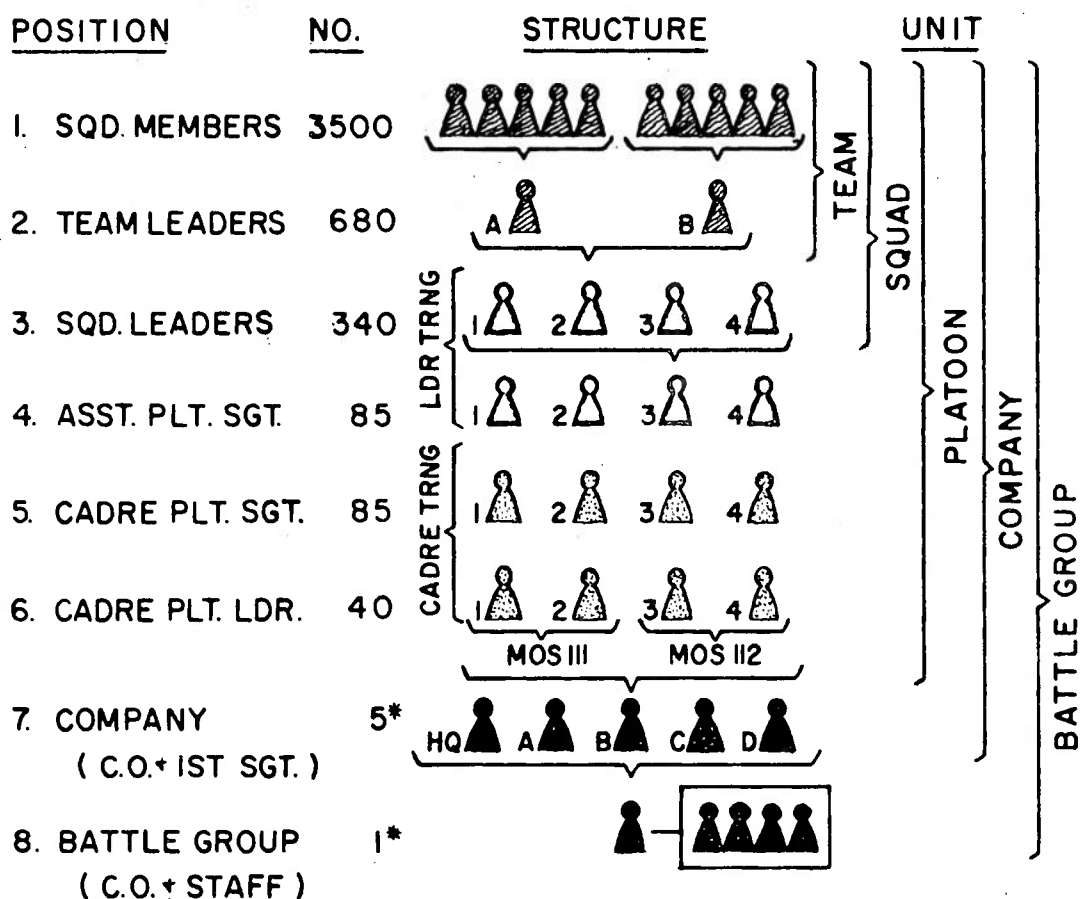 POSITION NO. STRUCTURE UNIT
1. SQD. MEMBERS 3500
2. TEAM LEADERS 680 A B
3. SQD. LEADERS 340 1 2 3 4
4. ASST. PLT. SGT. 85 1 2 3 4
LDR TRNG
5. CADRE PLT. SGT. 85 1 2 3 4
6. CADRE PLT. LDR. 40 1 2 3 4
CADRE TRNG
MOS 111 MOS 112
7. COMPANY 5* HQ A B C D
( C.O. + 1ST SGT. )
8. BATTLE GROUP 1*
( C.O. + STAFF )
TEAM
SQUAD
PLATOON
COMPANY
BATTLE GROUP